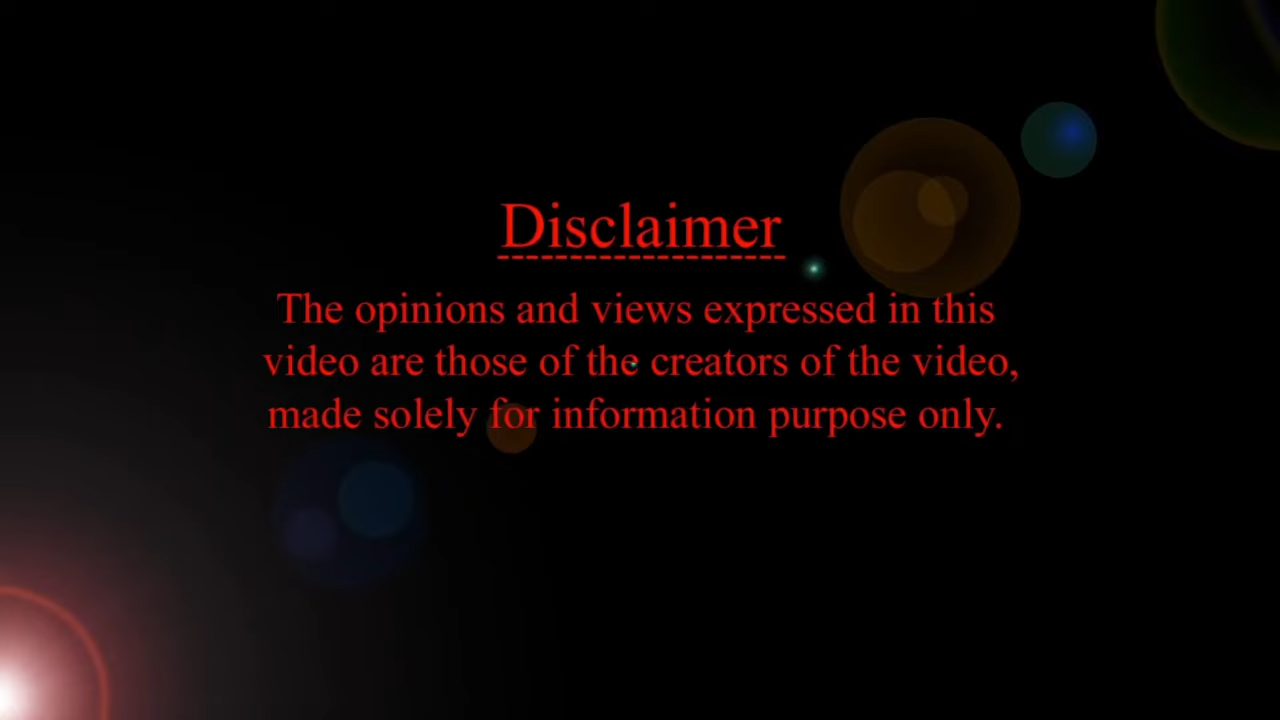 Disclaimer
The opinions and views expressed in this
video are those of the creators of the video,
made solely for information purpose only.